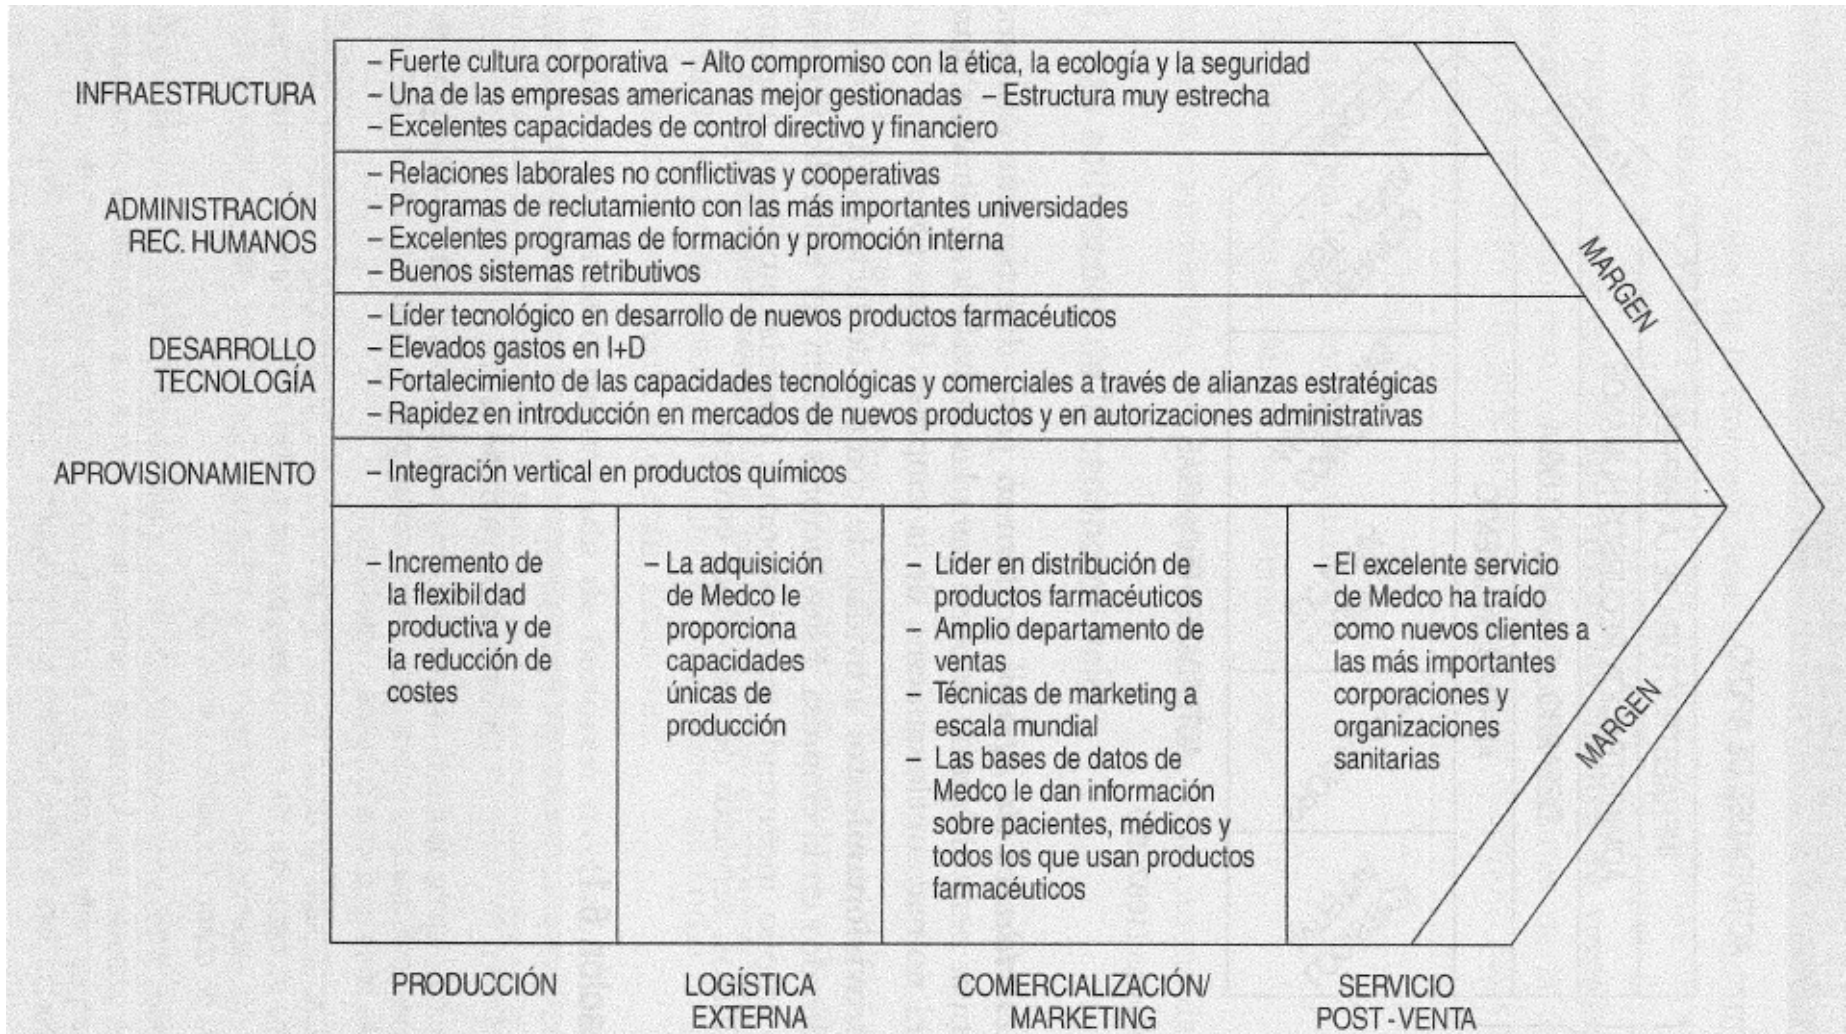 INFRAESTRUCTURA
– Fuerte cultura corporativa – Alto compromiso con la ética, la ecología y la seguridad
– Una de las empresas americanas mejor gestionadas – Estructura muy estrecha
– Excelentes capacidades de control directivo y financiero
ADMINISTRACIÓN
REC. HUMANOS
– Relaciones laborales no conflictivas y cooperativas
– Programas de reclutamiento con las más importantes universidades
– Excelentes programas de formación y promoción interna
– Buenos sistemas retributivos
DESARROLLO
TECNOLOGÍA
– Líder tecnológico en desarrollo de nuevos productos farmacéuticos
– Elevados gastos en I+D
– Fortalecimiento de las capacidades tecnológicas y comerciales a través de alianzas estratégicas
– Rapidez en introducción en mercados de nuevos productos y en autorizaciones administrativas
APROVISIONAMIENTO
– Integración vertical en productos químicos
MARGEN
– Incremento de
la flexibilidad
productiva y de
la reducción de
costes
– La adquisición
de Medco le
proporciona
capacidades
únicas de
producción
– Líder en distribución de
productos farmacéuticos
– Amplio departamento de
ventas
– Técnicas de marketing a
escala mundial
– Las bases de datos de
Medco le dan información
sobre pacientes, médicos y
todos los que usan productos
farmacéuticos
– El excelente servicio
de Medco ha traído
como nuevos clientes a
las más importantes
corporaciones y
organizaciones
sanitarias
MARGEN
PRODUCCIÓN
LOGÍSTICA
EXTERNA
COMERCIALIZACIÓN/
MARKETING
SERVICIO
POST-VENTA